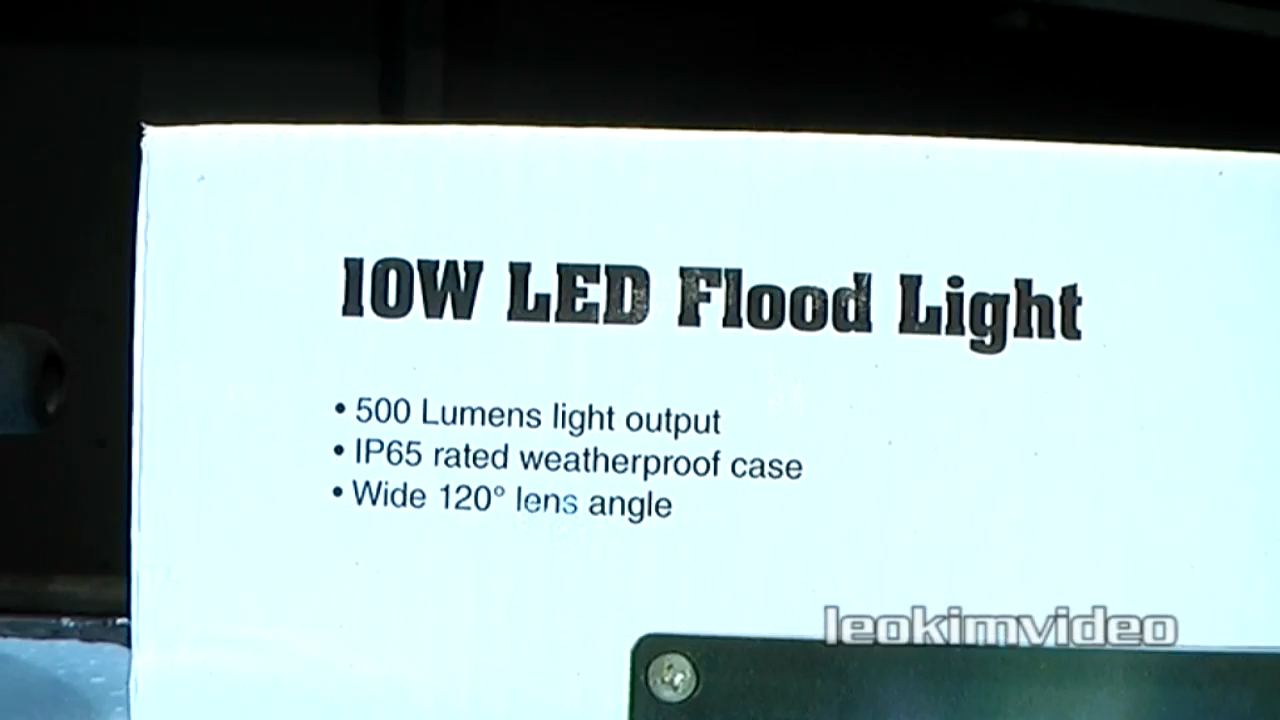 10W LED Flood Light
• 500 Lumens light output
• IP65 rated weatherproof case
• Wide 120° lens angle
leokimvideo